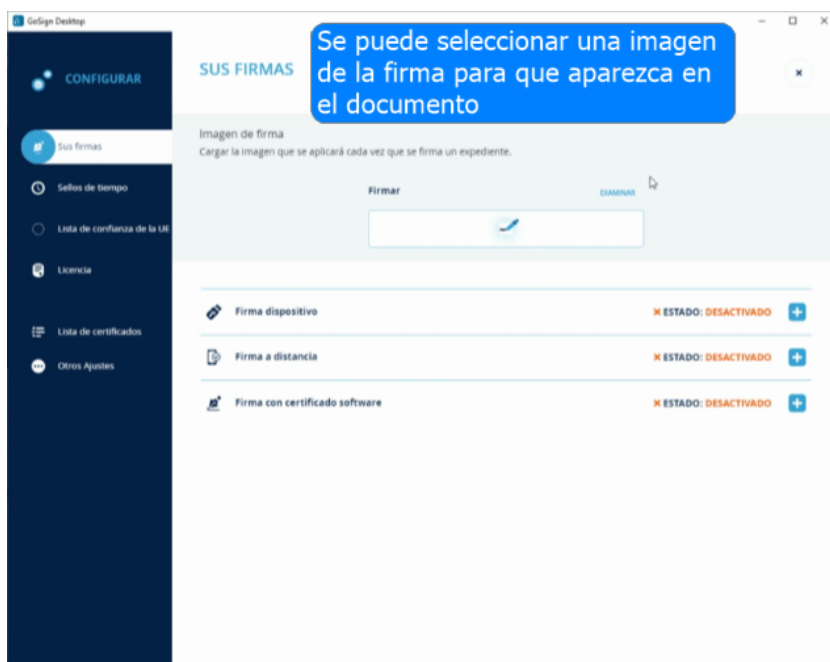 GoSign Desktop
Se puede seleccionar una imagen
de la firma para que aparezca en
el documento
CONFIGURAR
SUS FIRMAS
Sus firmas
Sellos de tiempo
Lista de confianza de la UE
Licencia
Lista de certificados
Otros Ajustes
Imagen de firma
Cargar la imagen que se aplicará cada vez que se firma un expediente.
Firmar
EXAMINAR
Firma dispositivo
ESTADO: DESACTIVADO
Firma a distancia
ESTADO: DESACTIVADO
Firma con certificado software
ESTADO: DESACTIVADO